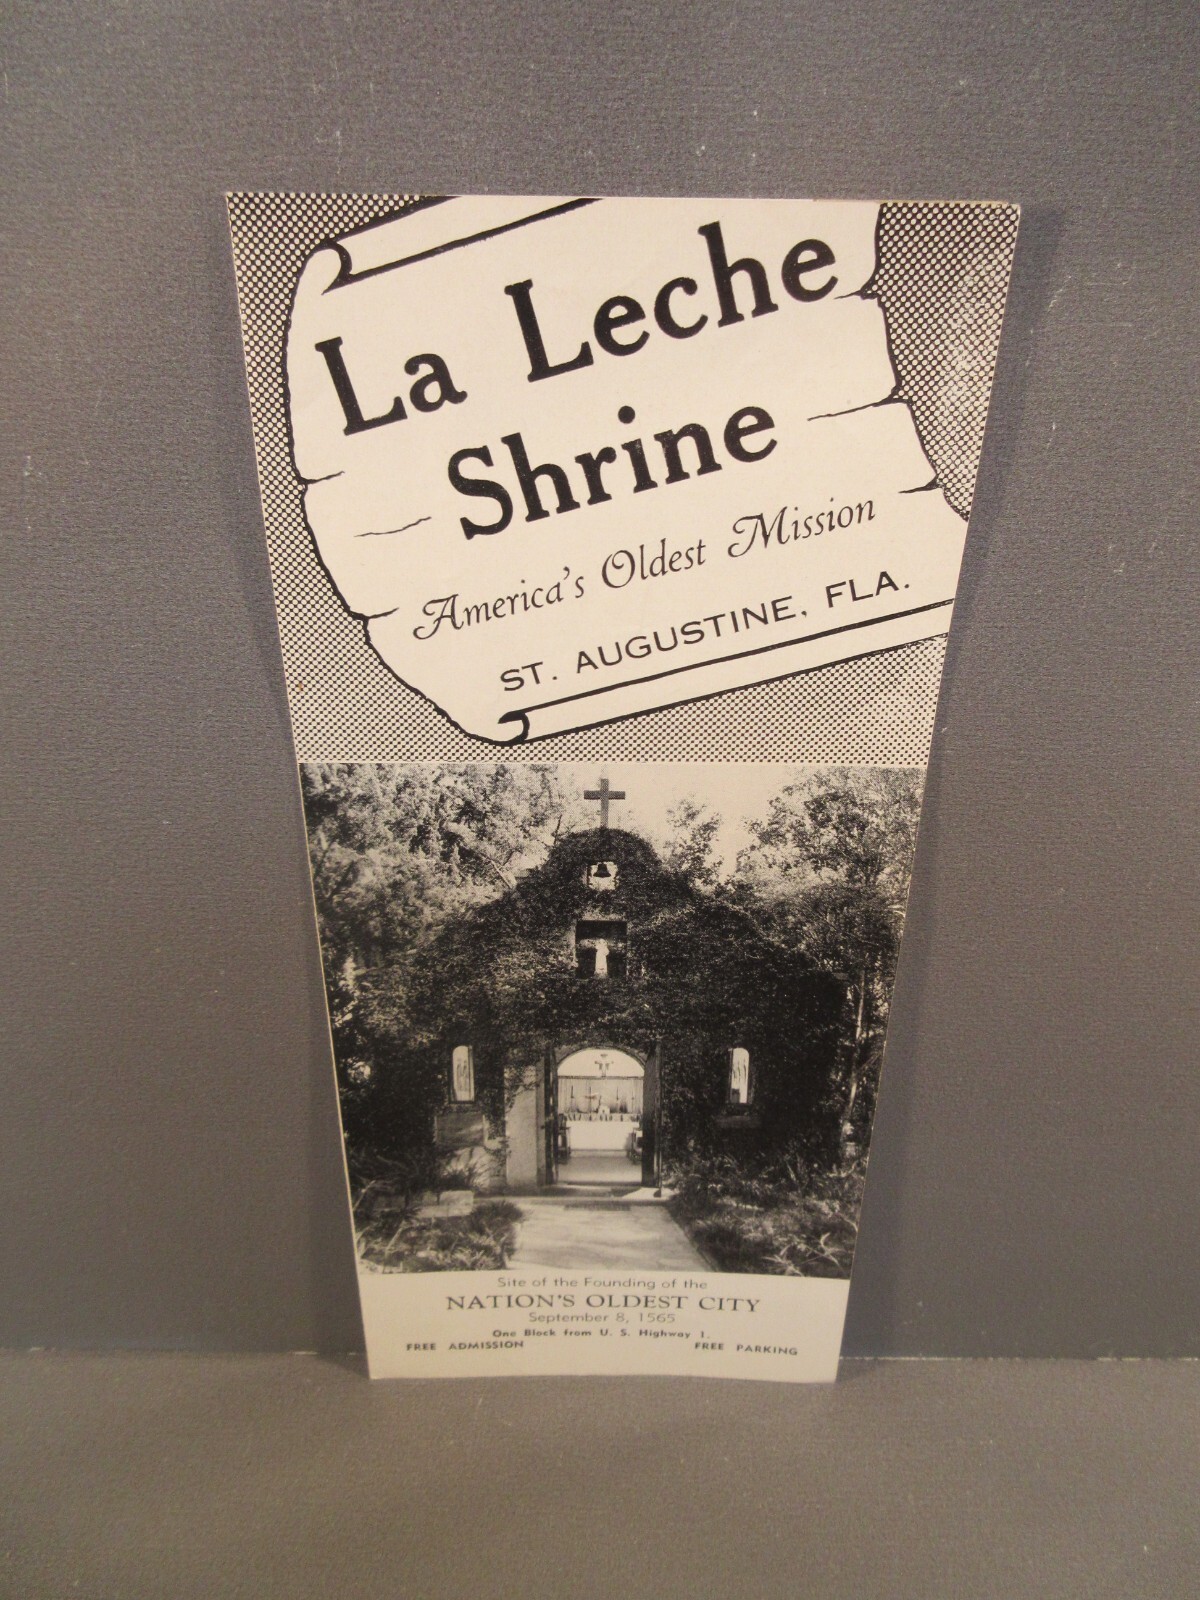 La Leche
Shrine
America's Oldest Mission
ST. AUGUSTINE, FLA.
Site of the Founding of the
NATION'S OLDEST CITY
September 8, 1565
One Block from U. S. Highway 1.
FREE ADMISSION FREE PARKING